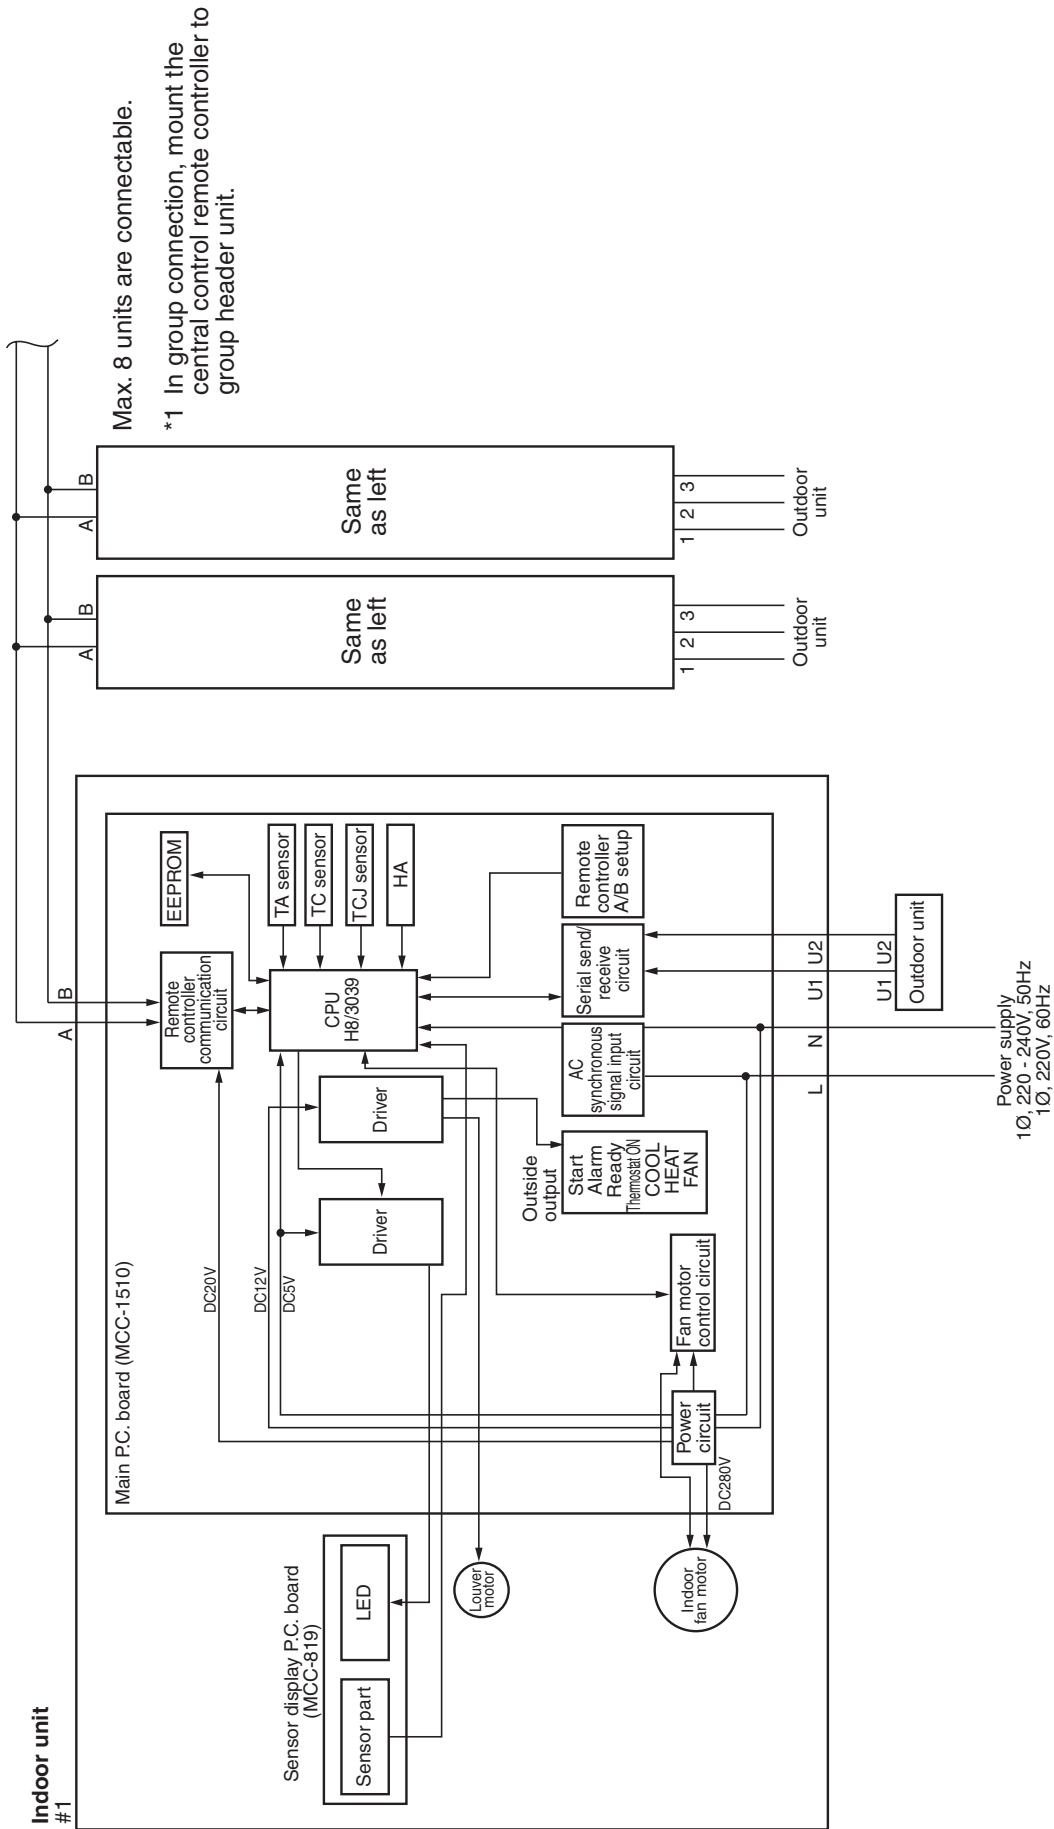 Indoor unit
#1
Max. 8 units are connectable.
*1 In group connection, mount the
central control remote controller to
group header unit.
A
B
A
B
A
B
Main P.C. board (MCC-1510)
Sensor display P.C. board
(MCC-819)
Sensor part
LED
Louver
motor
Indoor
fan motor
DC20V
DC12V
DC5V
DC280V
Remote
controller
communication
circuit
EEPROM
TA sensor
TC sensor
TCJ sensor
HA
CPU
H8/3039
Driver
Driver
Outside
output
Start
Alarm
Ready
Thermostat ON
COOL
HEAT
FAN
Fan motor
control circuit
Power
circuit
AC
synchronous
signal input
circuit
Serial send/
receive
circuit
Remote
controller
A/B setup
L
N
U1
U2
U1
U2
Outdoor unit
Power supply
1Ø, 220 - 240V, 50Hz
1Ø, 220V, 60Hz
Same
as left
1
2
3
Outdoor
unit
Same
as left
1
2
3
Outdoor
unit